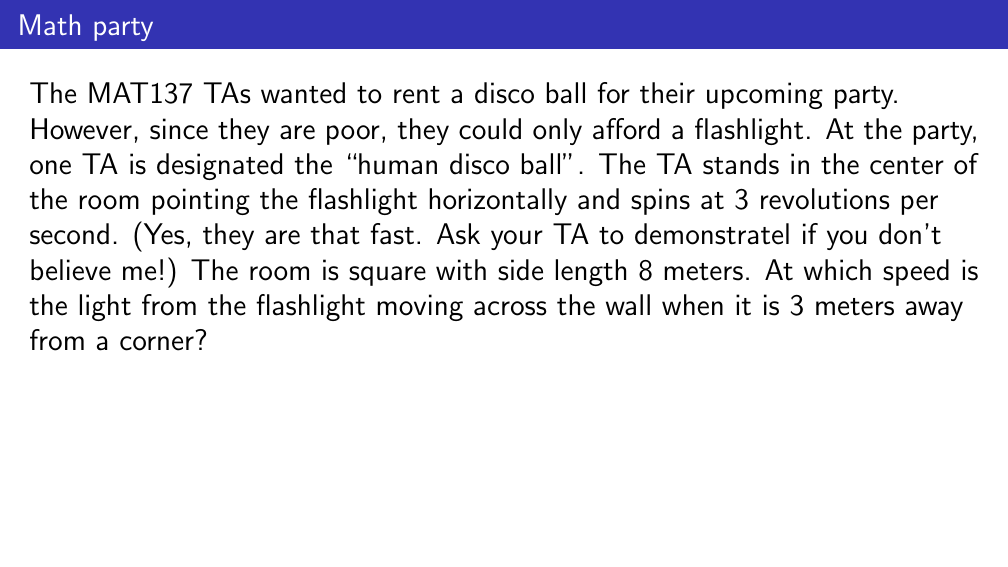 Math party
The MAT137 TAs wanted to rent a disco ball for their upcoming party.
However, since they are poor, they could only afford a flashlight. At the party,
one TA is designated the “human disco ball”. The TA stands in the center of
the room pointing the flashlight horizontally and spins at 3 revolutions per
second. (Yes, they are that fast. Ask your TA to demonstratel if you don't
believe me!) The room is square with side length 8 meters. At which speed is
the light from the flashlight moving across the wall when it is 3 meters away
from a corner?